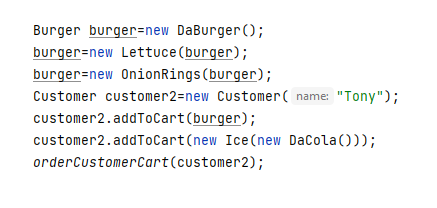 Burger burger=new DaBurger();
burger=new Lettuce(burger);
burger=new OnionRings(burger);
Customer customer2=new Customer( name: "Tony");
customer2.addToCart(burger);
customer2.addToCart(new Ice(new DaCola()));
orderCustomerCart(customer2);